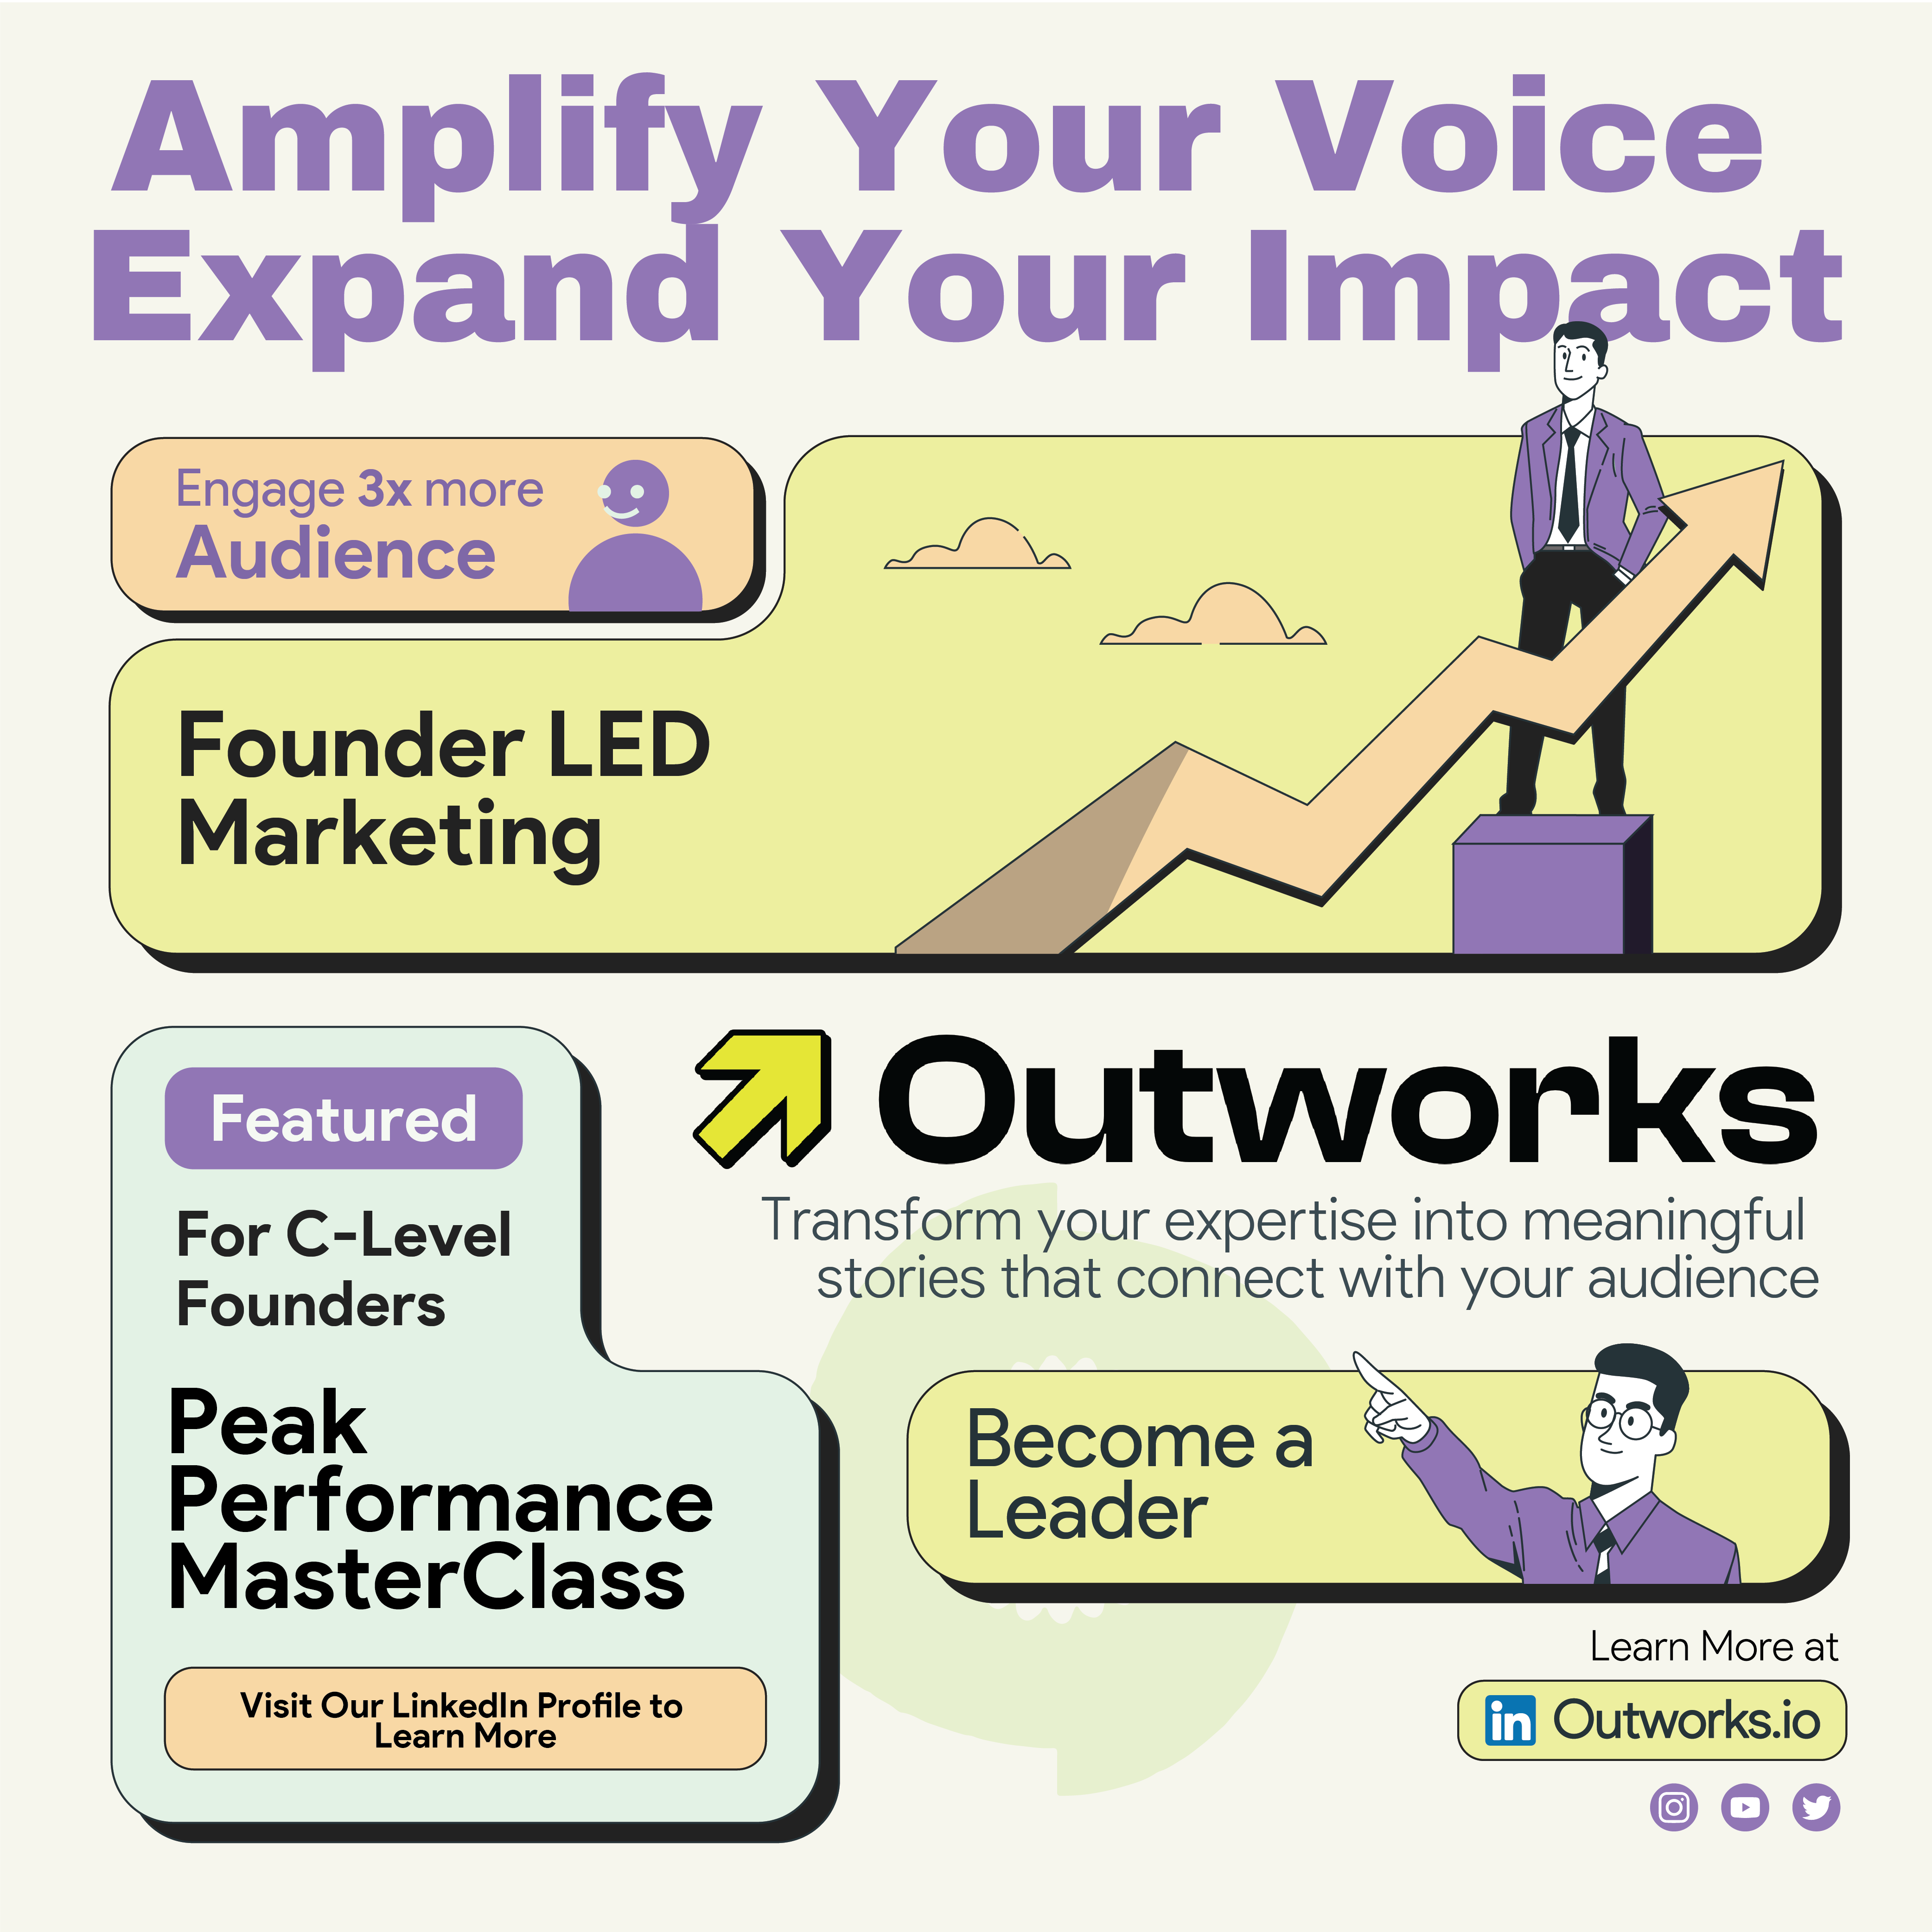 Amplify Your Voice
Expand Your Impact
Engage 3x more
Audience
Founder LED
Marketing
Featured
For C-Level
Founders
Peak
Performance
MasterClass
Visit Our LinkedIn Profile to
Learn More
Outworks
Transform your expertise into meaningful
stories that connect with your audience
Become a
Leader
Learn More at
in Outworks.io